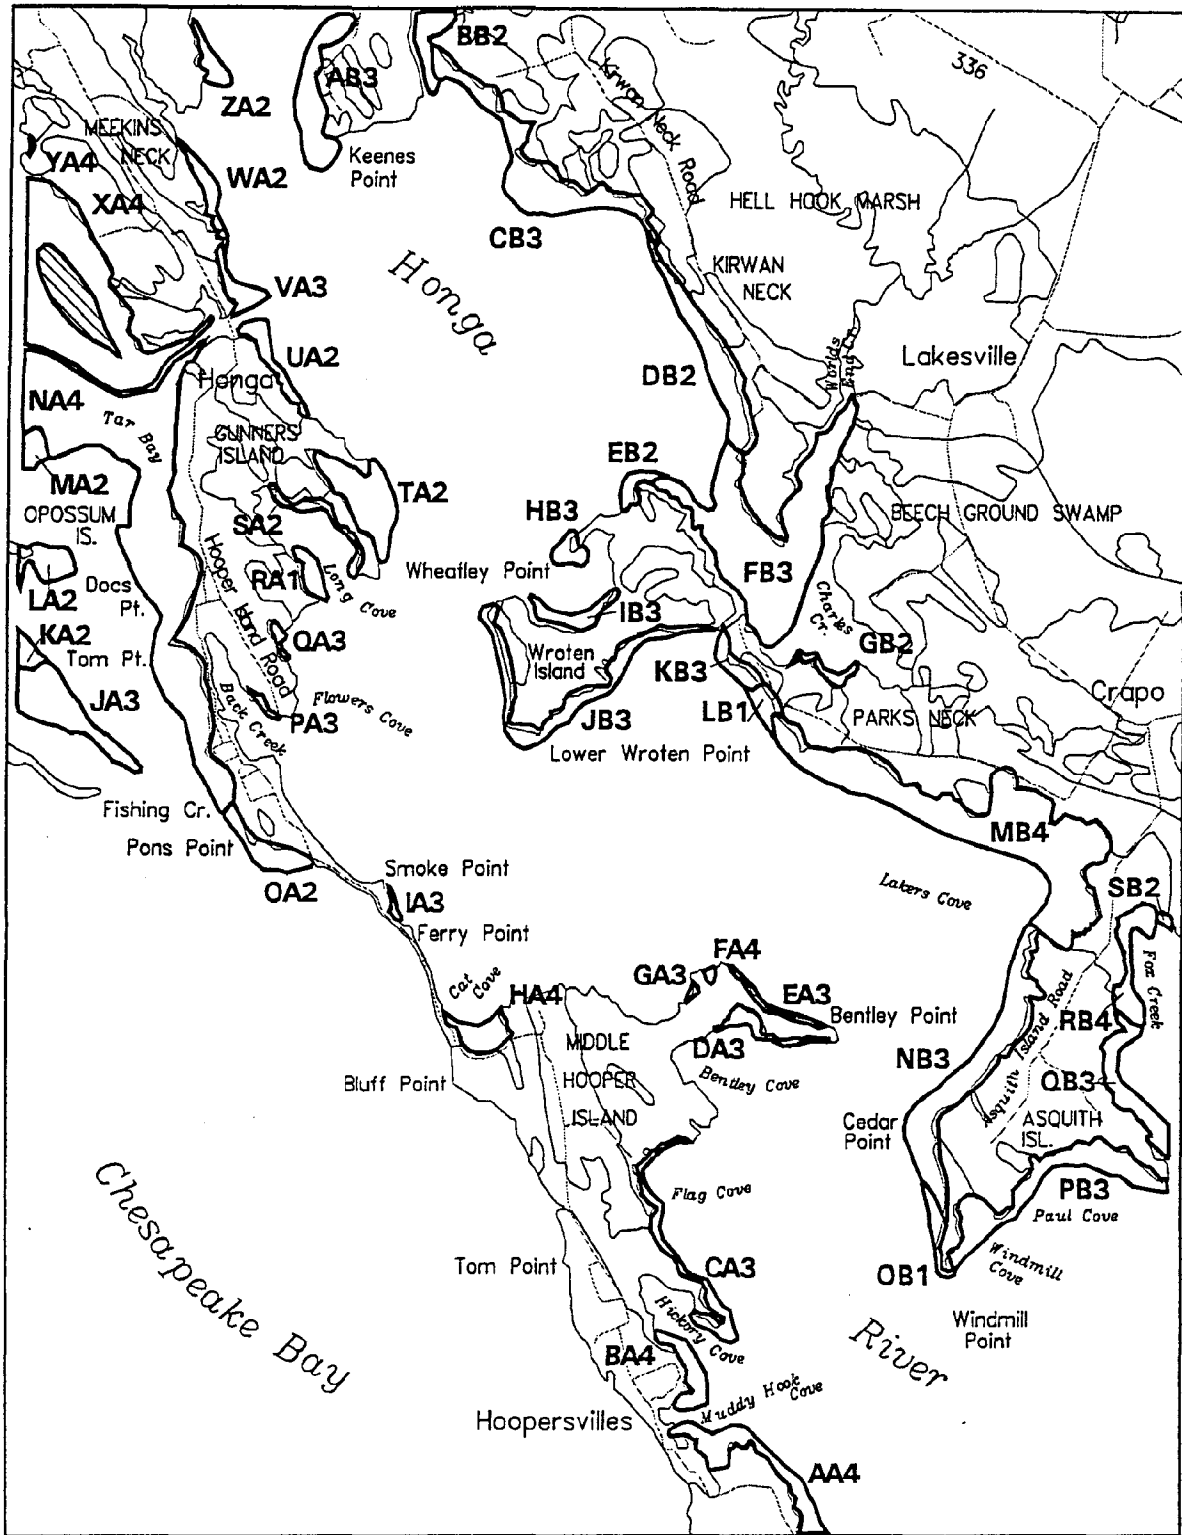 BB2
336
AB3
ZA2
Kirwan Neck Road
MEEKINS
NECK
Keenes
Point
YA4
WA2
XA4
HELL HOOK MARSH
CB3
Honga
KIRWAN
NECK
VA3
UA2
Worlds
End Cr.
Lakesville
DB2
Honga
NA4
Tar Bay
GUNNERS
ISLAND
EB2
MA2
TA2
HB3
OPOSSUM
IS.
SA2
BEECH GROUND SWAMP
Hooper Island Road
RA1
Long Cove
Wheatley Point
FB3
Docs
Pt.
LA2
Charles
Cr.
IB3
KA2
QA3
GB2
Tom Pt.
Wroten
Island
KB3
JA3
Back Creek
PA3
Flowers Cove
Crapo
JB3
LB1
PARKS NECK
Lower Wroten Point
Fishing Cr.
Pons Point
MB4
OA2
Smoke Point
IA3
Lakers Cove
SB2
Ferry Point
FA4
GA3
Cat
Cove
HA4
EA3
Fox Creek
Bentley Point
Asquith Island Road
RB4
DA3
NB3
MIDDLE
HOOPER
ISLAND
Bluff Point
Bentley Cove
QB3
Cedar
Point
ASQUITH
ISL.
Flag Cove
PB3
Paul Cove
Chesapeake Bay
Tom Point
CA3
OB1
Windmill
Cove
Hickory Cove
Windmill
Point
River
BA4
Muddy Hook
Cove
Hoopersvilles
AA4